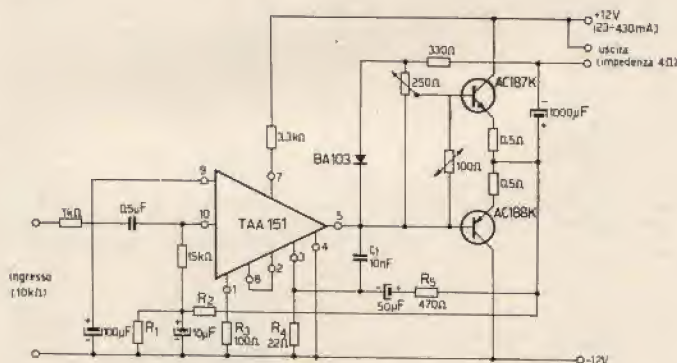 +12V
(23-430mA)
uscita
(impedenza 4Ω)
330Ω
250Ω
AC187K
1000µF
3.3kΩ
BA103
0.5Ω
100Ω
0.5Ω
AC188K
7
9
1kΩ
0.5µF
10
TAA 151
5
4
3
2
8
1
C1
10nF
15kΩ
ingresso
(10kΩ)
R2
50µF
R5
470Ω
100µF
R1
10µF
R3
100Ω
R4
22Ω
-12V